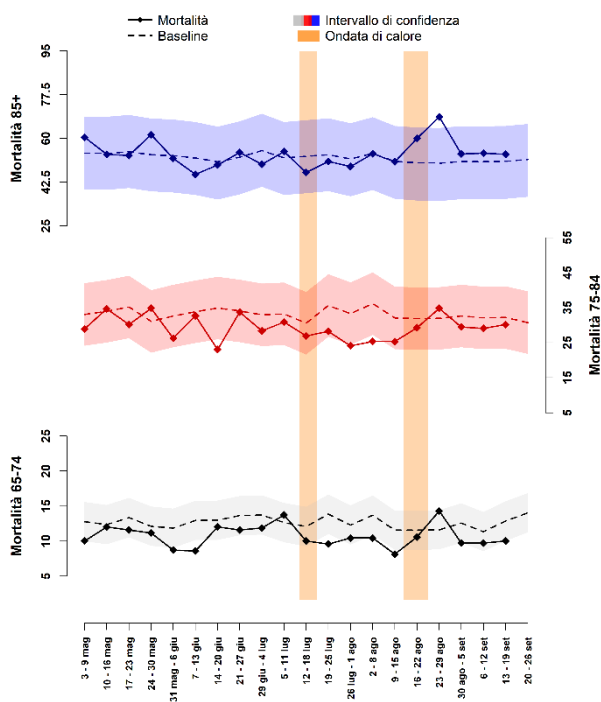 Mortalità
Baseline
Intervallo di confidenza
Ondata di calore
Mortalità 85+
95
77.5
60
42.5
25
Mortalità 75-84
55
45
35
25
15
5
Mortalità 65-74
25
20
15
10
5
3 - 9 mag
10 - 16 mag
17 - 23 mag
24 - 30 mag
31 mag - 6 giu
7 - 13 giu
14 - 20 giu
21 - 27 giu
29 giu - 4 lug
5 - 11 lug
12 - 18 lug
19 - 25 lug
26 lug - 1 ago
2 - 8 ago
9 - 15 ago
16 - 22 ago
23 - 29 ago
30 ago - 5 set
6 - 12 set
13 - 19 set
20 - 26 set